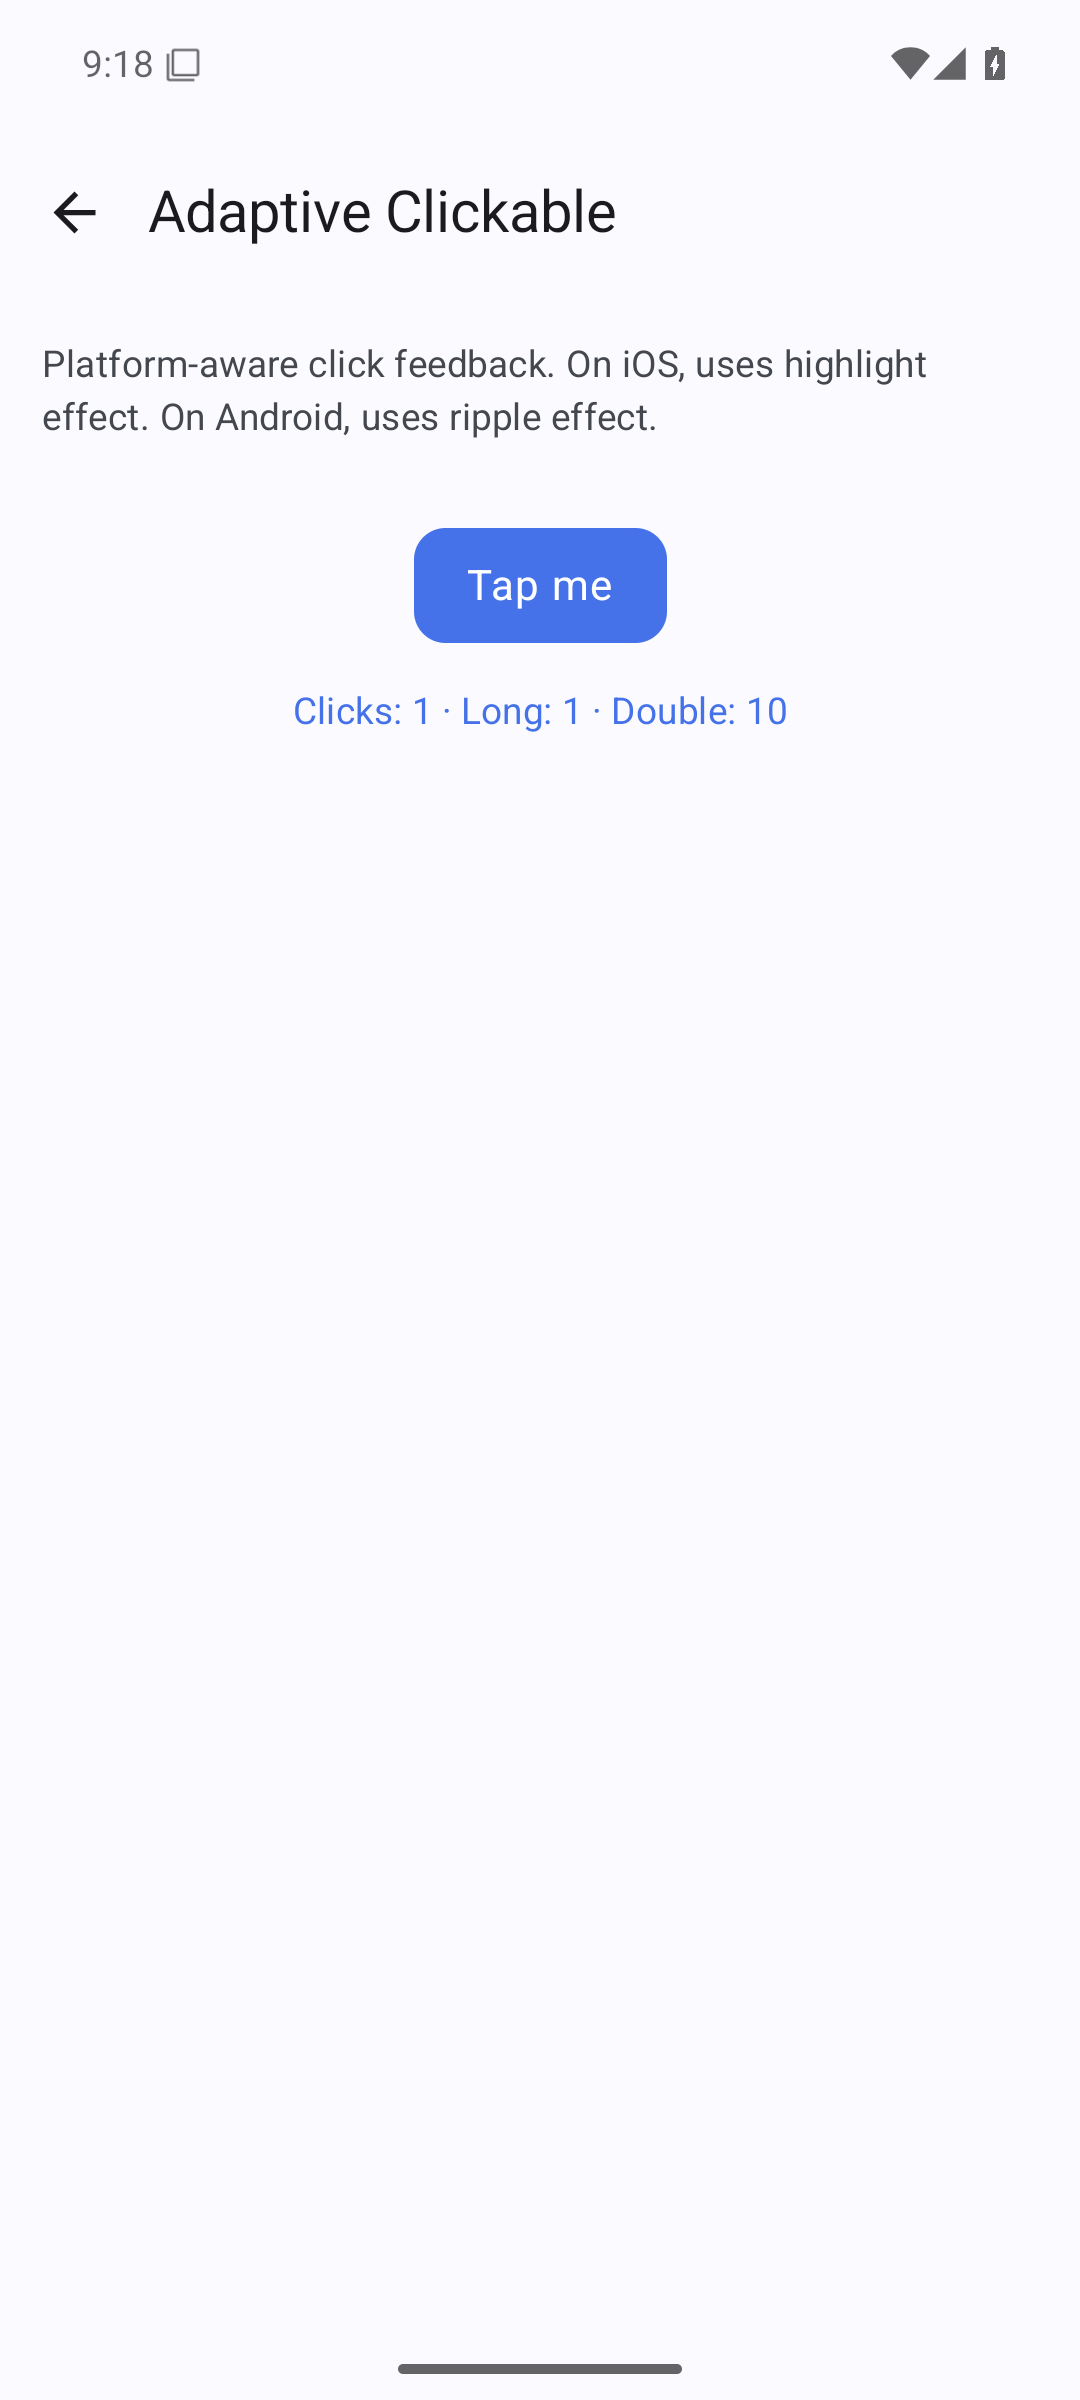 9:18
Adaptive Clickable
Platform-aware click feedback. On iOS, uses highlight
effect. On Android, uses ripple effect.
Tap me
Clicks: 1 · Long: 1 · Double: 10